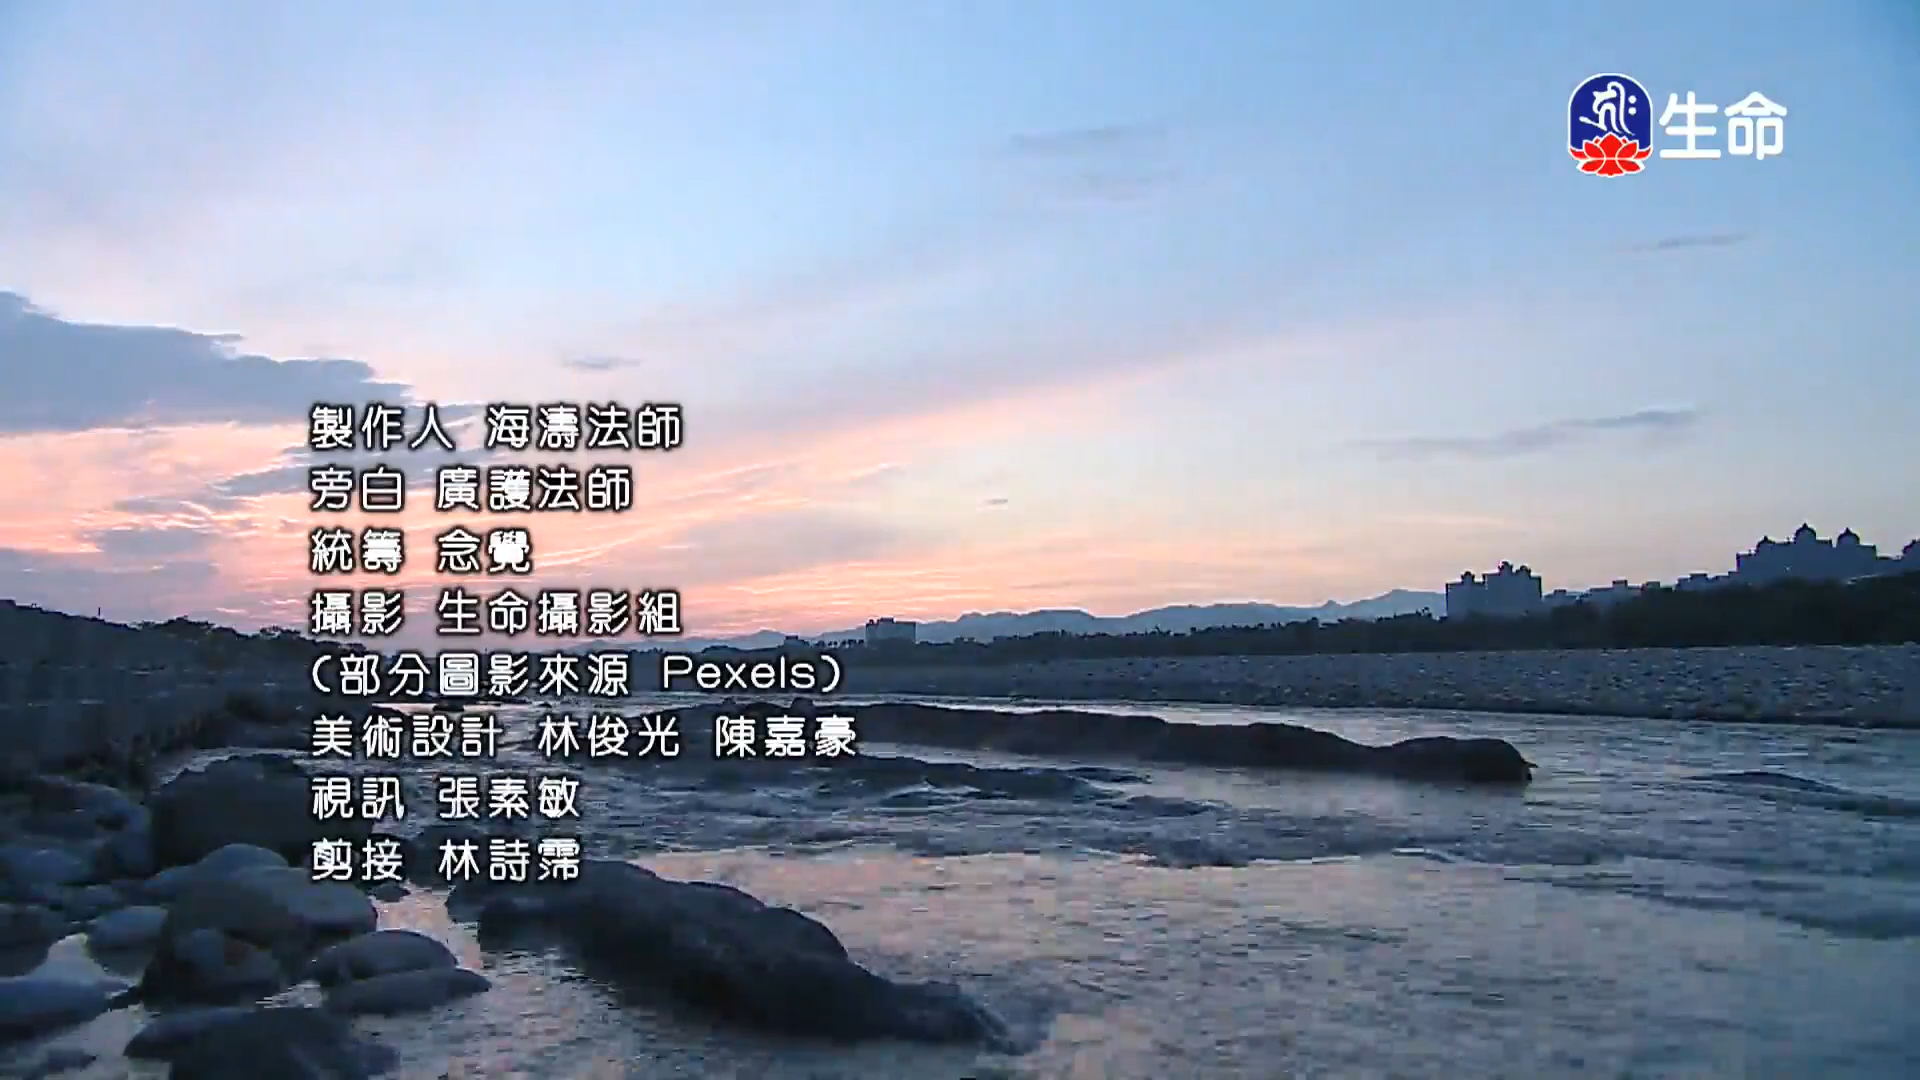 生命
製作人 海濤法師
旁白 廣護法師
統籌 念覺
攝影 生命攝影組
(部分圖影來源 Pexels)
美術設計 林俊光 陳嘉豪
視訊 張素敏
剪接 林詩霈